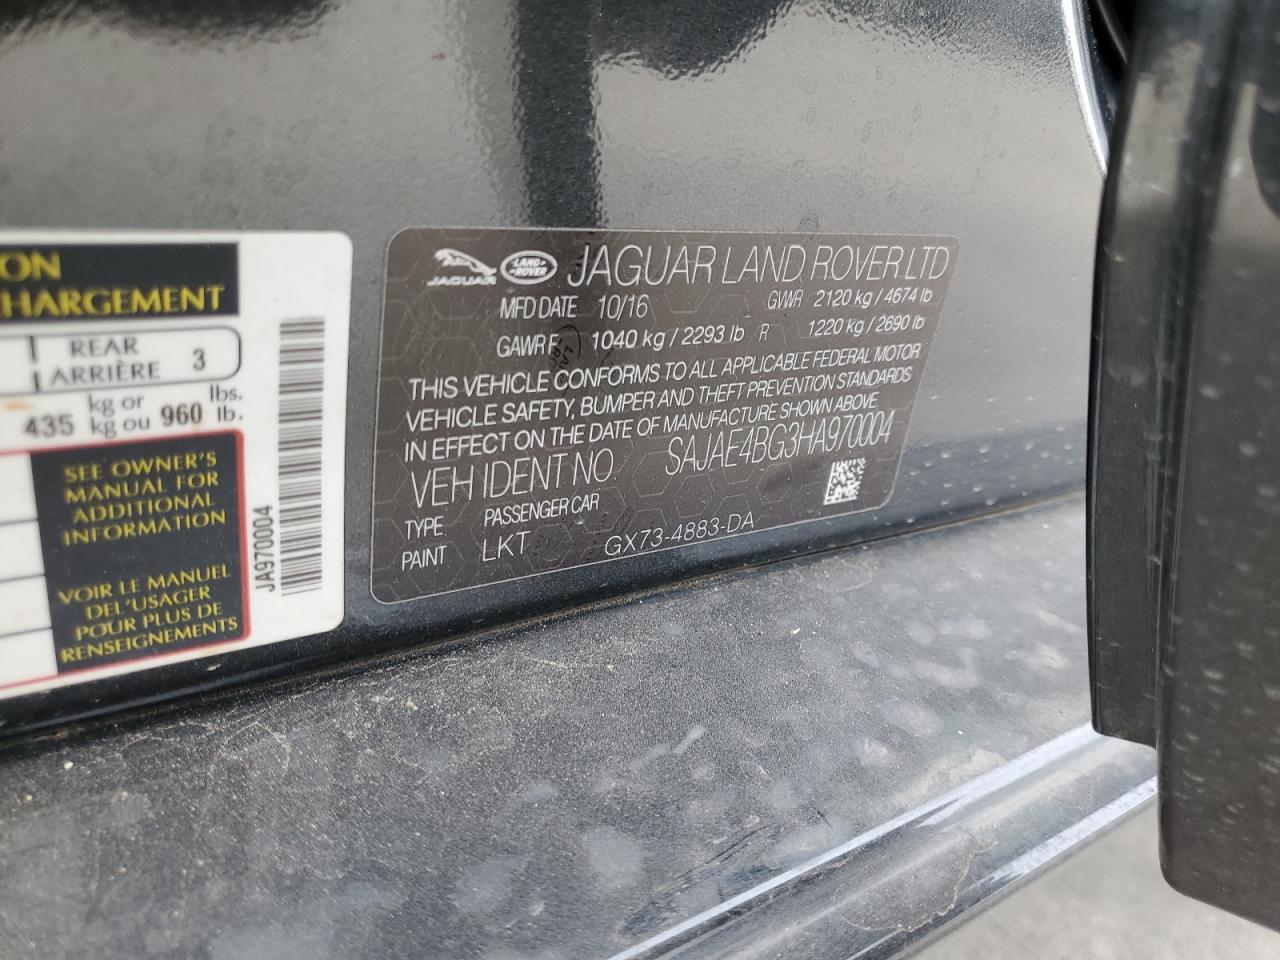 ON
CHARGEMENT
REAR
ARRIÈRE 3
435 kg or
kg ou 960 lbs.
lb.
SEE OWNER'S
MANUAL FOR
ADDITIONAL
INFORMATION
VOIR LE MANUEL
DEL'USAGER
POUR PLUS DE
RENSEIGNEMENTS
JA970004
JAGUAR LAND ROVER JAGUAR LAND ROVER LTD
MFD DATE 10/16 GVWR 2120 kg / 4674 lb
GAWR F 1040 kg / 2293 lb R 1220 kg / 2690 lb
THIS VEHICLE CONFORMS TO ALL APPLICABLE FEDERAL MOTOR
VEHICLE SAFETY, BUMPER AND THEFT PREVENTION STANDARDS
IN EFFECT ON THE DATE OF MANUFACTURE SHOWN ABOVE
VEH IDENT NO. SAJAE4BG3HA970004
TYPE PASSENGER CAR
PAINT LKT GX73-4883-DA